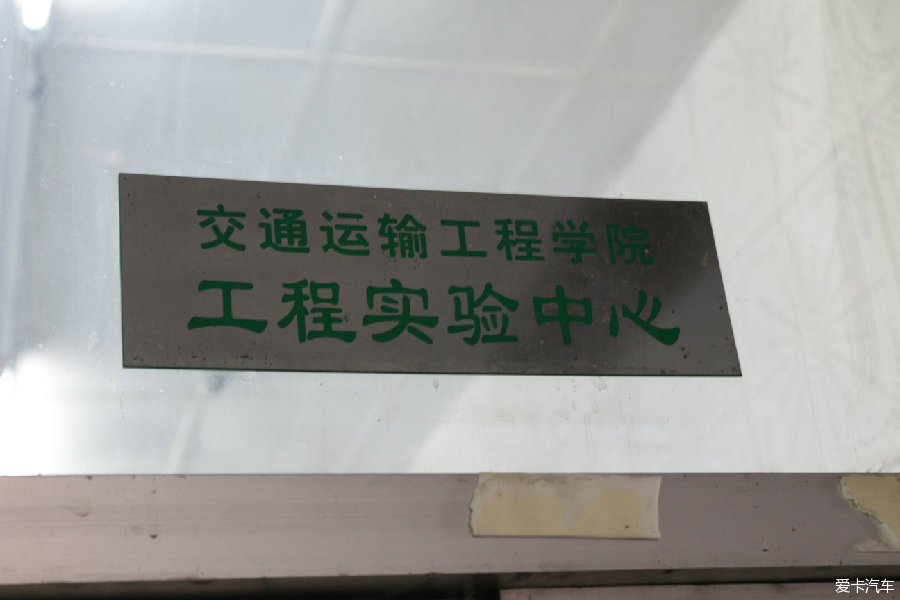 交通运输工程学院
工程实验中心
爱卡汽车